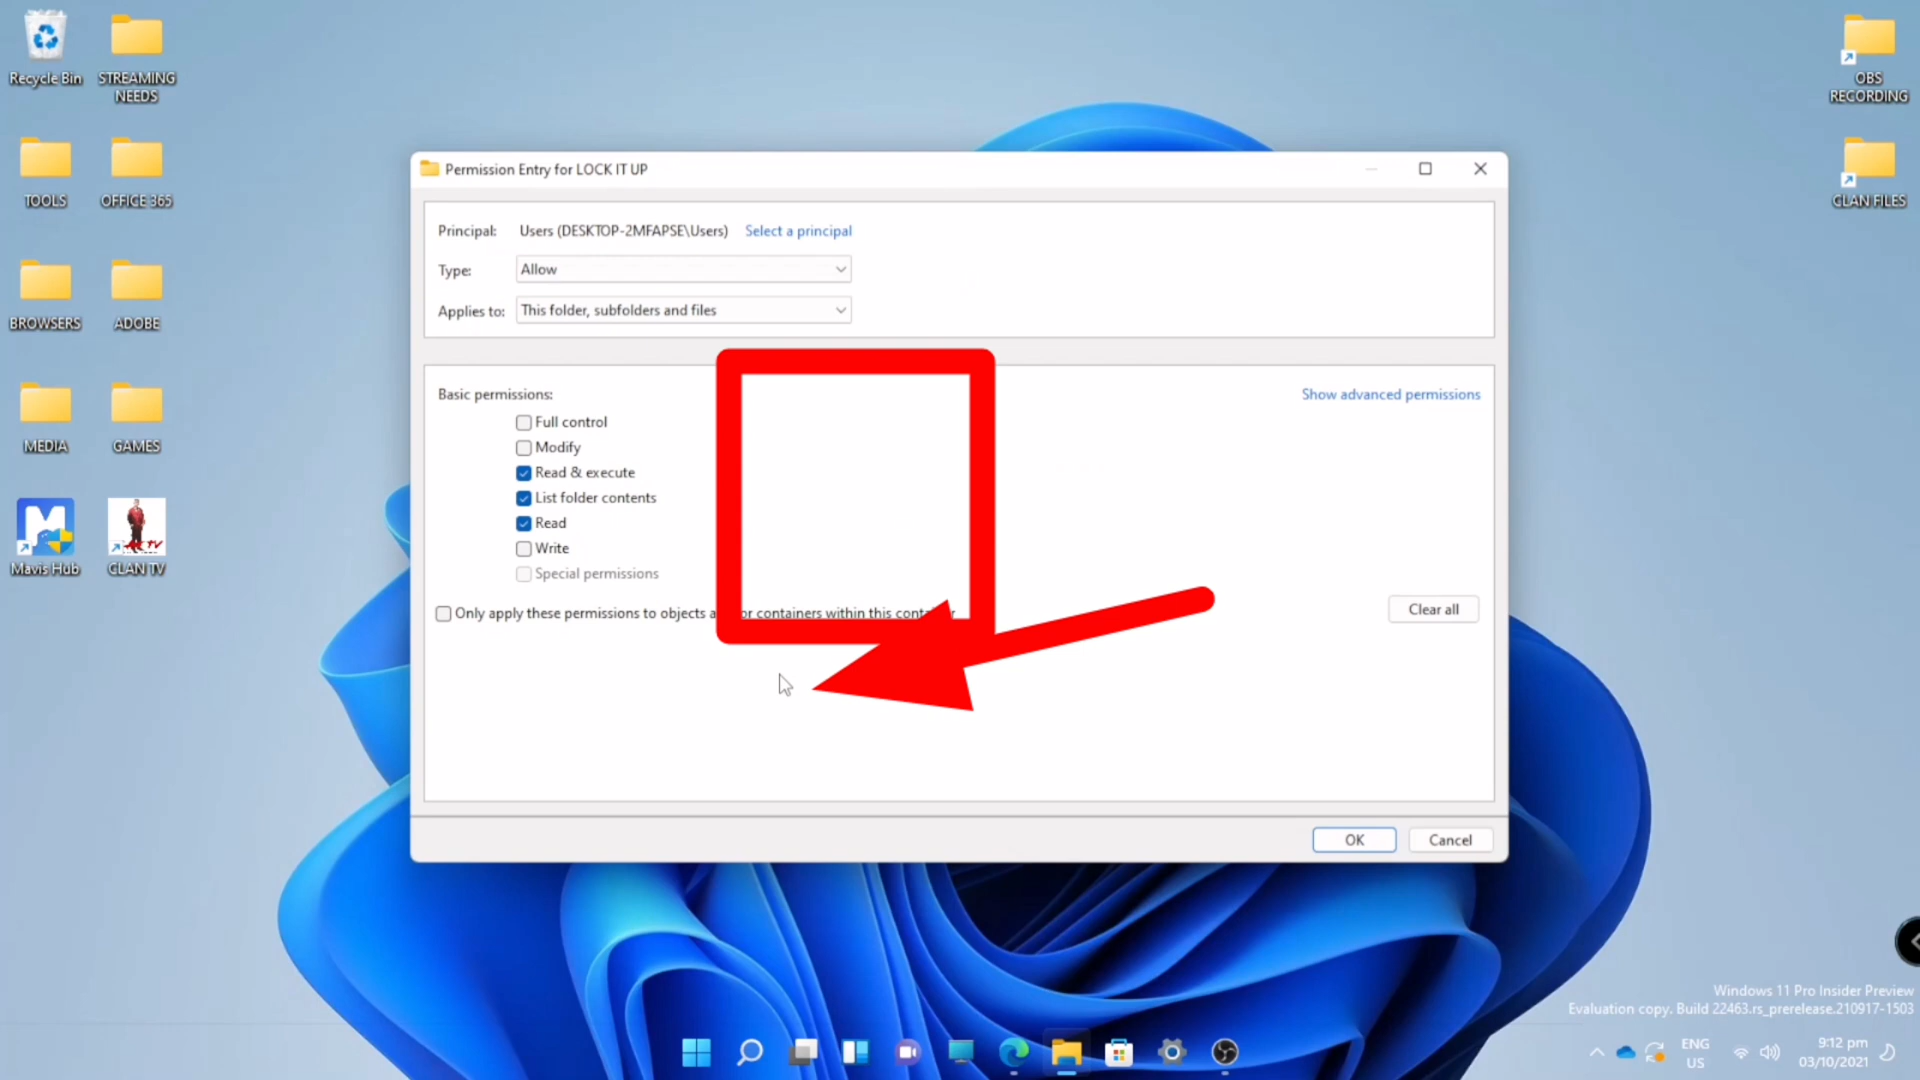 Recycle Bin
STREAMING
NEEDS
OBS
RECORDING
TOOLS
OFFICE 365
CLAN FILES
BROWSERS
ADOBE
MEDIA
GAMES
Mavis Hub
CLAN TV
Permission Entry for LOCK IT UP
Principal: Users (DESKTOP-2MFAPSE\Users) Select a principal
Type: Allow
Applies to: This folder, subfolders and files
Basic permissions:
Show advanced permissions
Full control
Modify
Read & execute
List folder contents
Read
Write
Special permissions
Only apply these permissions to objects containers within this
Clear all
OK
Cancel
Windows 11 Pro Insider Preview
Evaluation copy. Build 22463.rs_prerelease.210917-1503
ENG
US
9:12 pm
03/10/2021